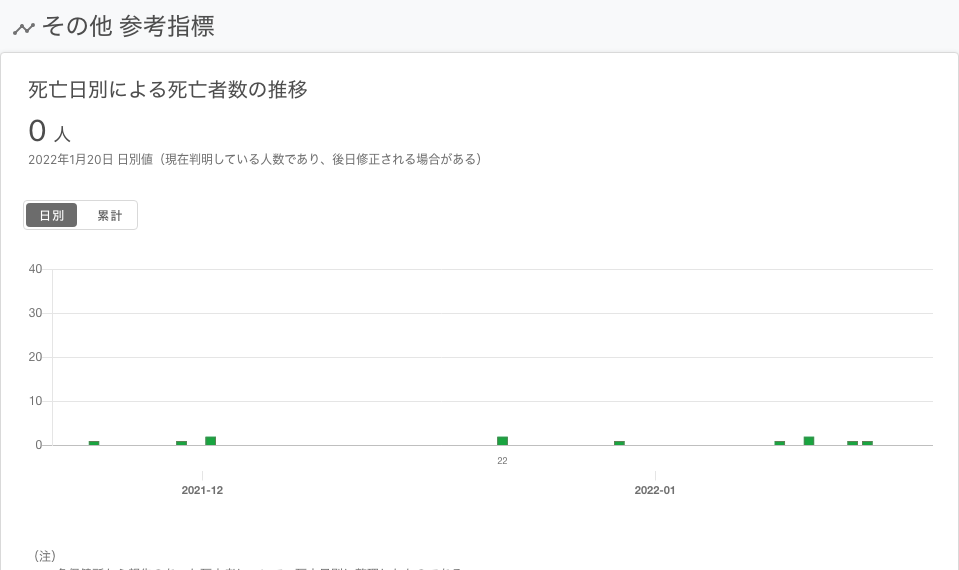 その他 参考指標
死亡日別による死亡者数の推移
0 人
2022年1月20日 日別値（現在判明している人数であり、後日修正される場合がある）
日別 累計
40
30
20
10
0
22
2021-12 2022-01
（注）